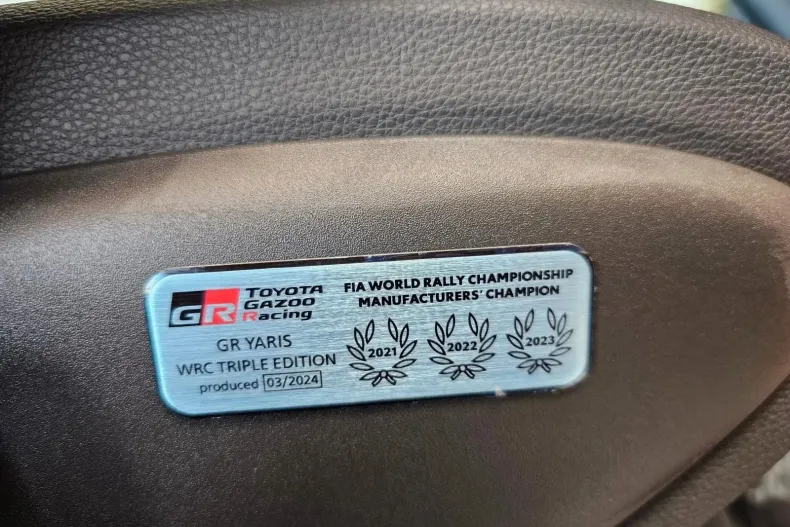 GR
TOYOTA
GAZOO
Racing
GR YARIS
WRC TRIPLE EDITION
produced 03/2024
FIA WORLD RALLY CHAMPIONSHIP
MANUFACTURERS' CHAMPION
2021 2022 2023